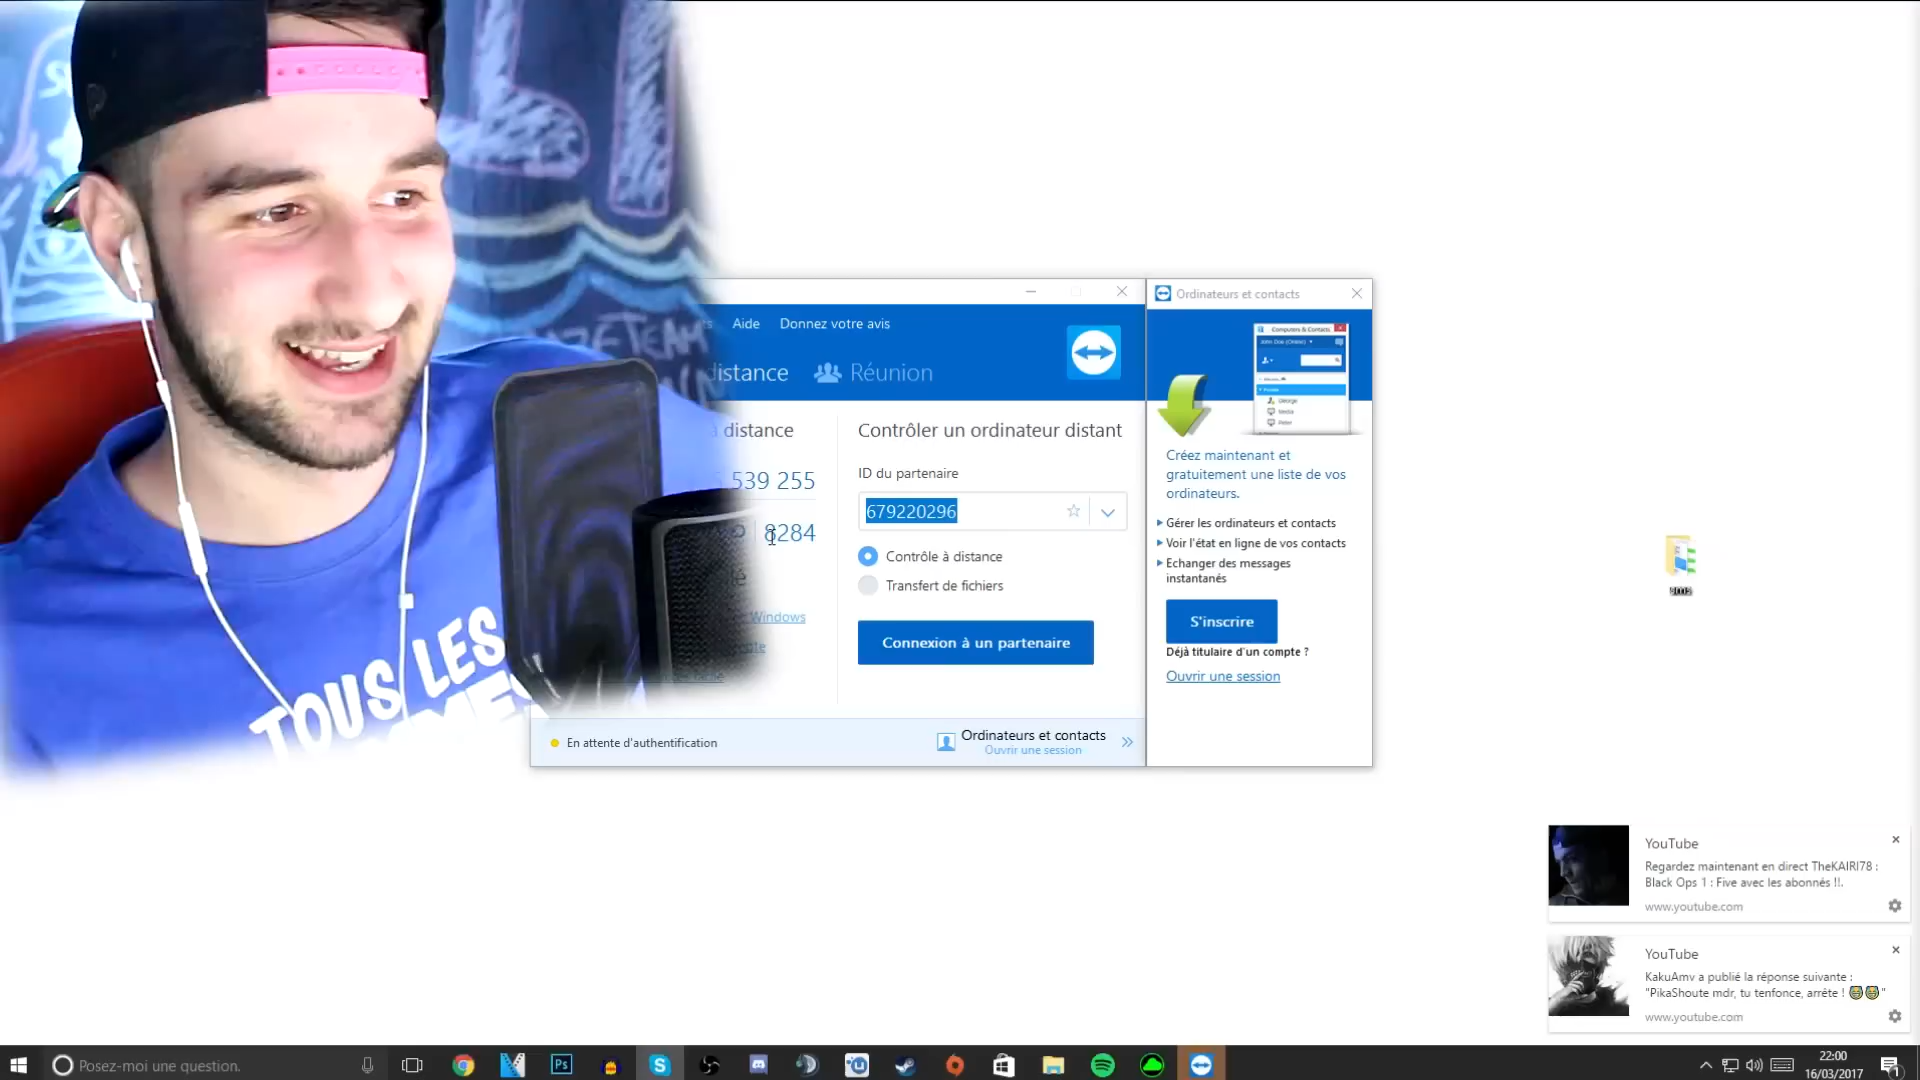 Aide Donnez votre avis
distance Réunion
à distance
539 255
8284
Windows
Contrôler un ordinateur distant
ID du partenaire
679220296
Contrôle à distance
Transfert de fichiers
Connexion à un partenaire
En attente d'authentification
Ordinateurs et contacts
Ouvrir une session
Ordinateurs et contacts
Computers & Contacts
Créez maintenant et
gratuitement une liste de vos
ordinateurs.
Gérer les ordinateurs et contacts
Voir l'état en ligne de vos contacts
Echanger des messages
instantanés
S'inscrire
Déjà titulaire d'un compte ?
Ouvrir une session
TOUS LES
YouTube
Regardez maintenant en direct TheKAIRI78 :
Black Ops 1 : Five avec les abonnés !!.
www.youtube.com
YouTube
KakuAmv a publié la réponse suivante :
"PikaShoute mdr, tu tenfonce, arrête ! 😂😂"
www.youtube.com
Posez-moi une question.
22:00
16/03/2017